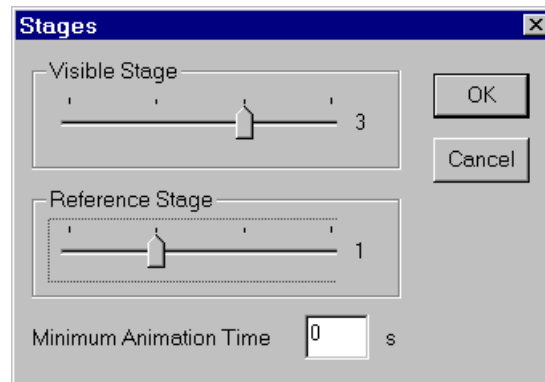 Stages
Visible Stage
3
OK
Cancel
Reference Stage
1
Minimum Animation Time 0 s